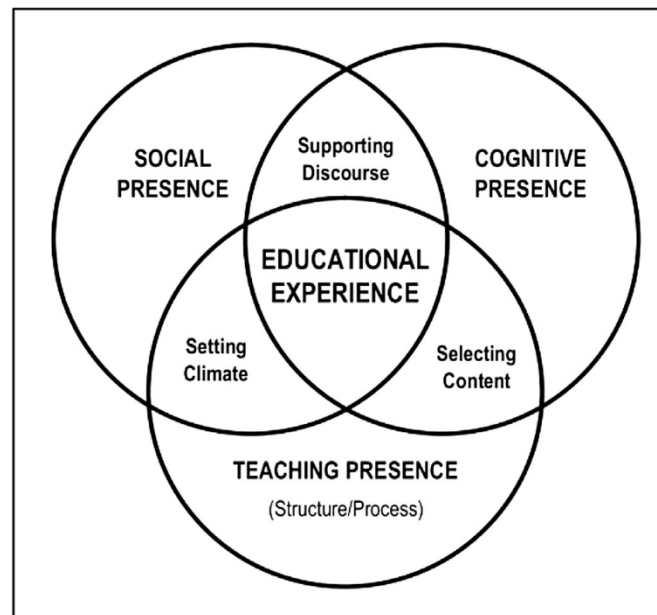 Supporting
Discourse
SOCIAL
PRESENCE
COGNITIVE
PRESENCE
EDUCATIONAL
EXPERIENCE
Setting
Climate
Selecting
Content
TEACHING PRESENCE
(Structure/Process)